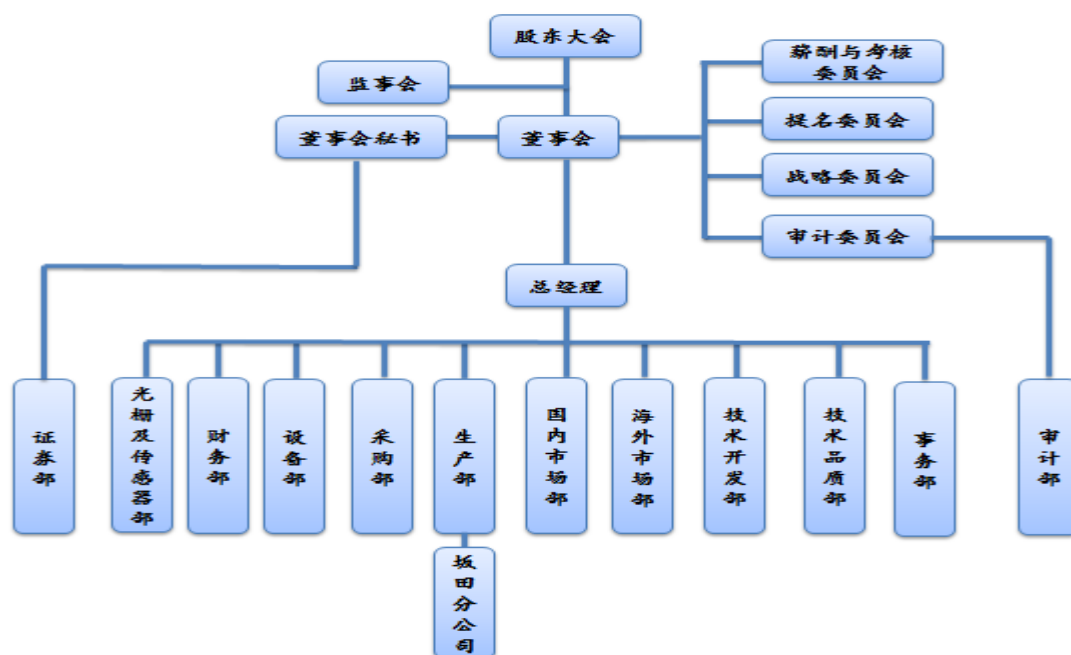 股东大会
薪酬与考核
委员会
监事会
提名委员会
董事会秘书
董事会
战略委员会
审计委员会
总经理
证券部
光栅及传感器部
财务部
设备部
采购部
生产部
国内市场部
海外市场部
技术开发部
技术品质部
事务部
审计部
坂田分公司